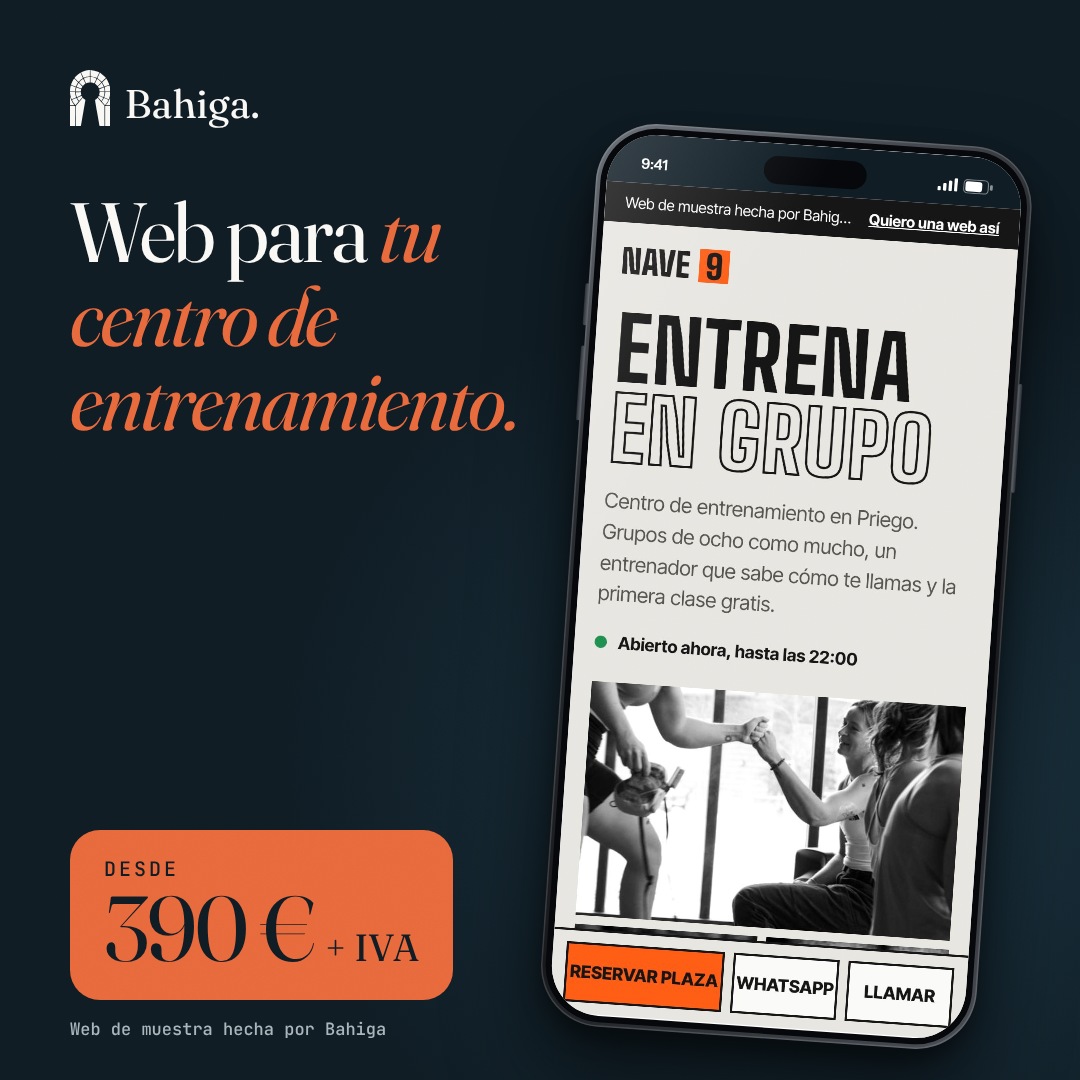 Bahiga.
Web para tu
centro de
entrenamiento.
DESDE
390 € + IVA
Web de muestra hecha por Bahiga
9:41
Web de muestra hecha por Bahig... Quiero una web así
NAVE 9
ENTRENA
EN GRUPO
Centro de entrenamiento en Priego.
Grupos de ocho como mucho, un
entrenador que sabe cómo te llamas y la
primera clase gratis.
Abierto ahora, hasta las 22:00
RESERVAR PLAZA WHATSAPP LLAMAR